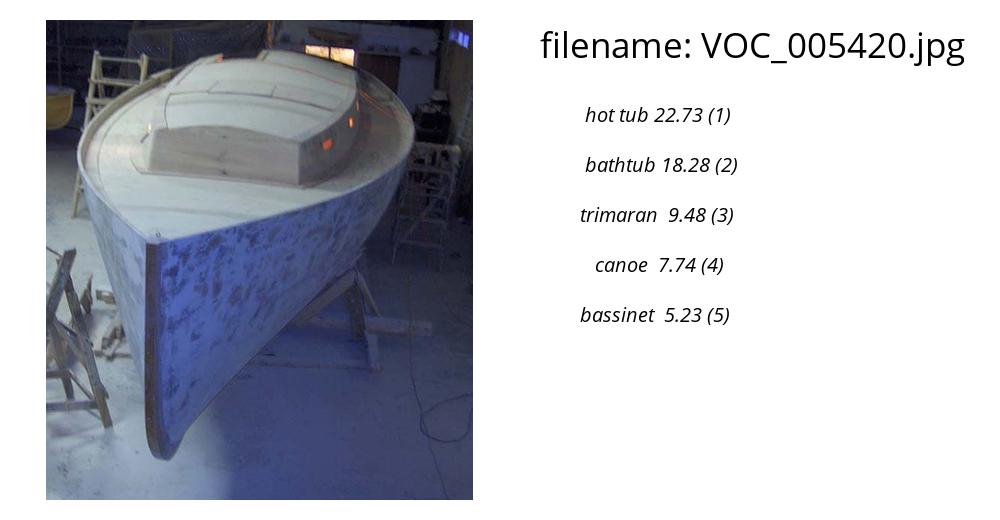 filename: VOC_005420.jpg
hot tub 22.73 (1)
bathtub 18.28 (2)
trimaran 9.48 (3)
canoe 7.74 (4)
bassinet 5.23 (5)